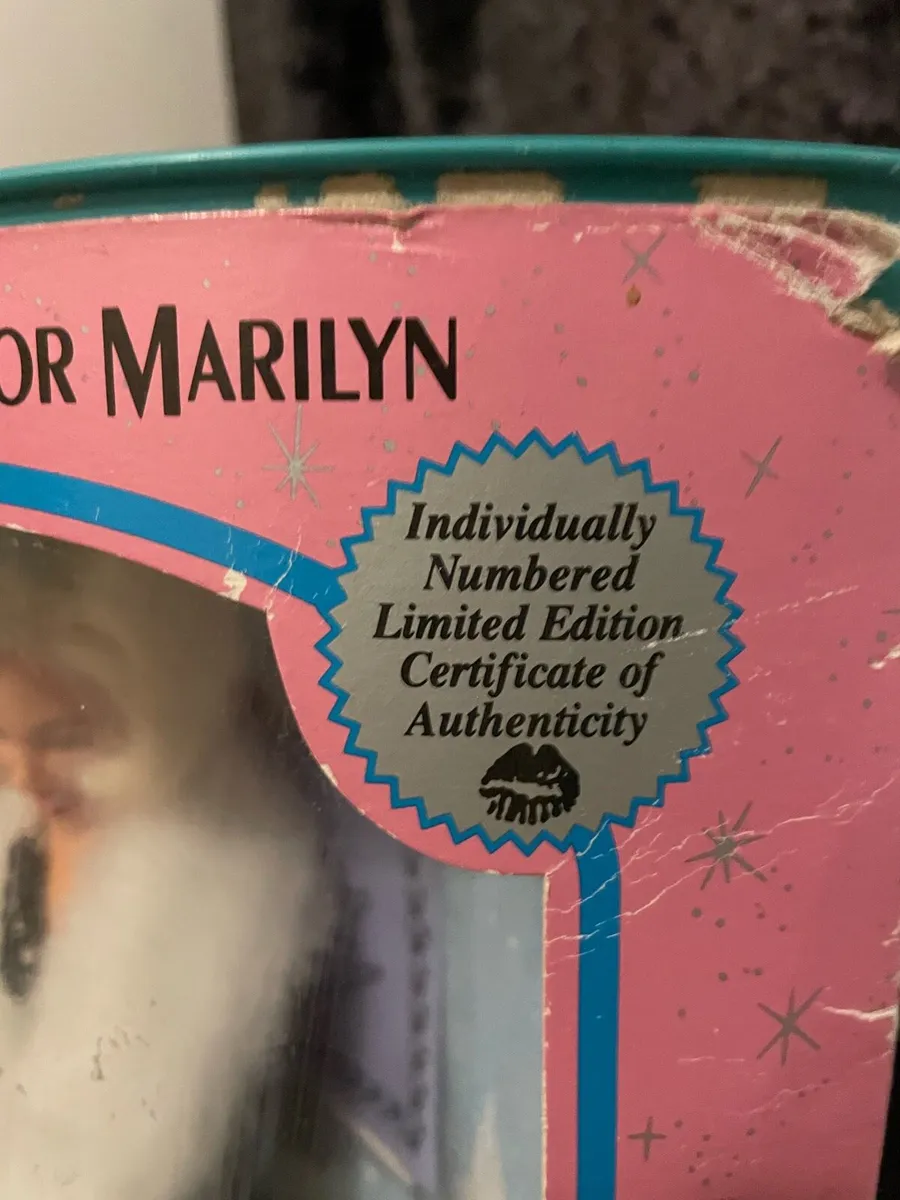 OR MARILYN
Individually
Numbered
Limited Edition
Certificate of
Authenticity